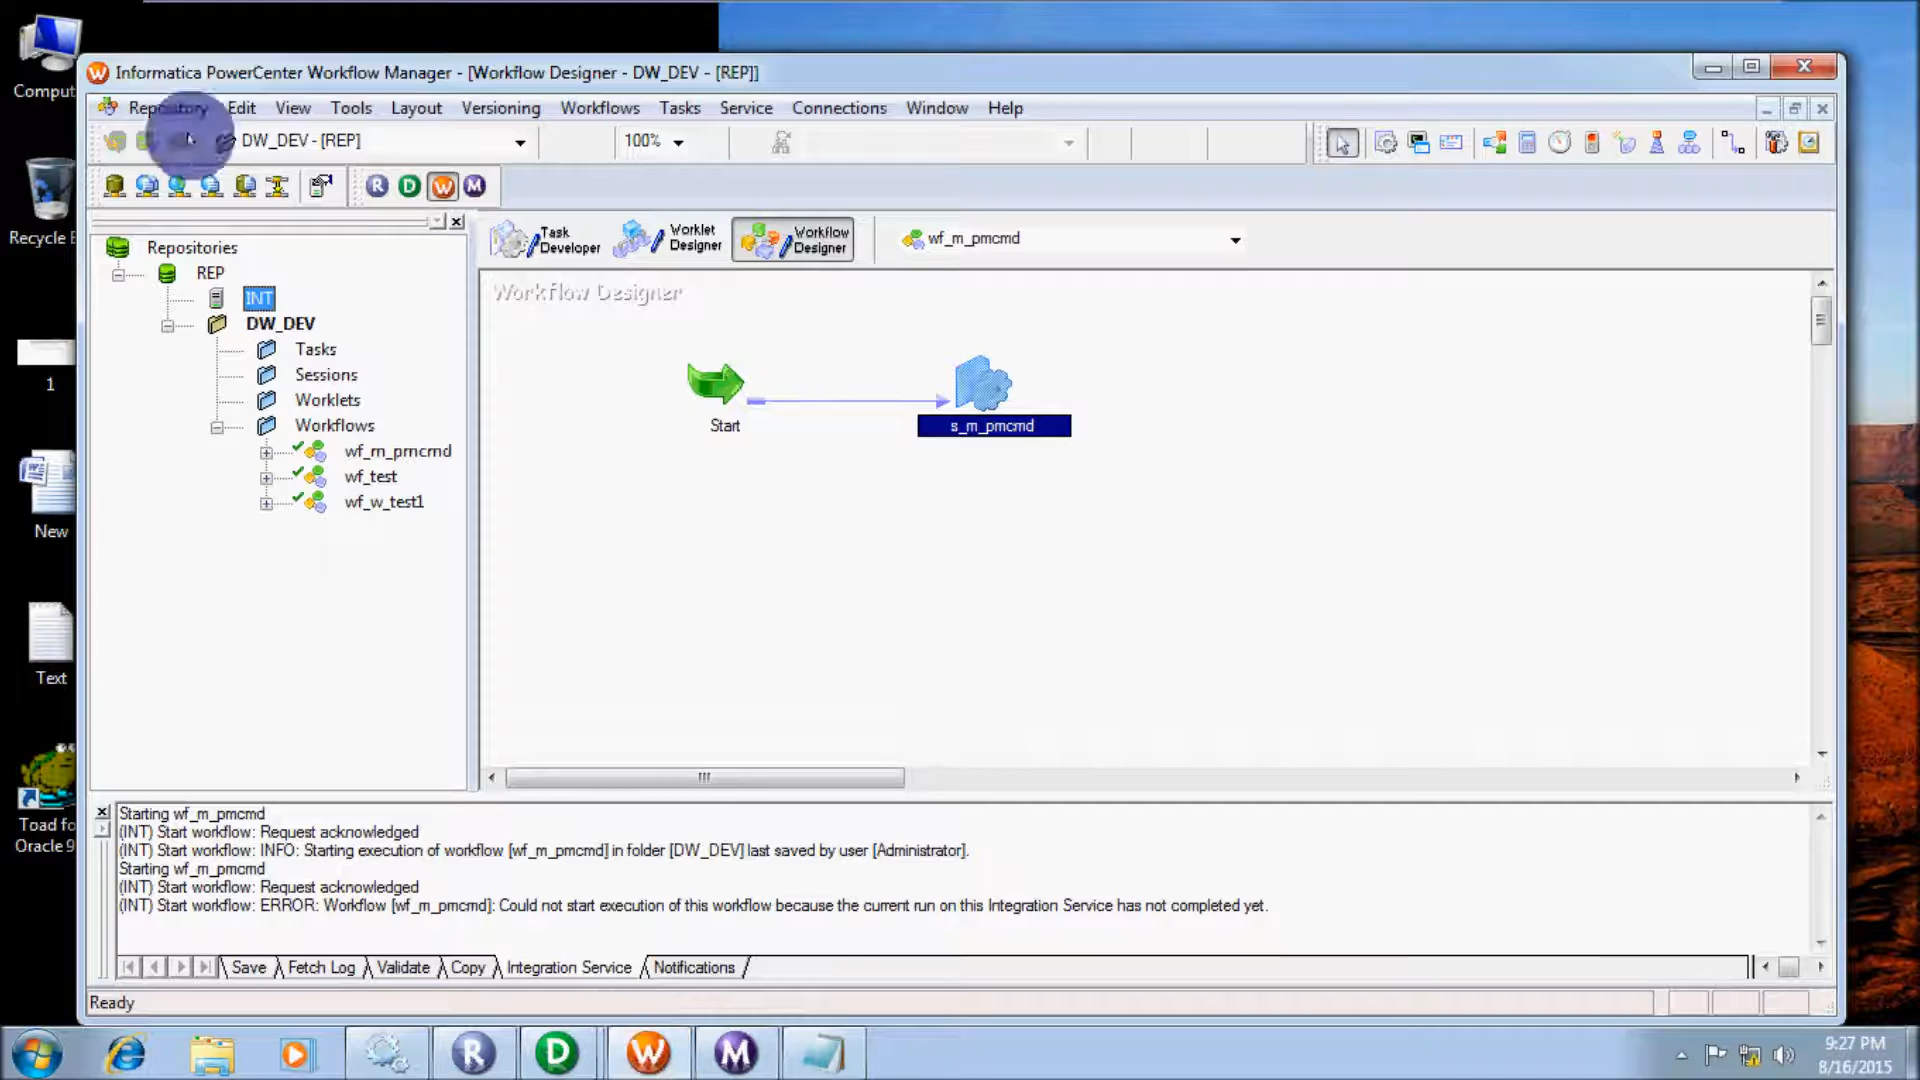 Comput
Recycle
1
New
Text
Toad fo
Oracle 9
Informatica PowerCenter Workflow Manager - [Workflow Designer - DW_DEV - [REP]]
Repository Edit View Tools Layout Versioning Workflows Tasks Service Connections Window Help
DW_DEV - [REP] 100%
R D W M
Task Developer
Worklet Designer
Workflow Designer
wf_m_pmcmd
Repositories
REP
INT
DW_DEV
Tasks
Sessions
Worklets
Workflows
wf_m_pmcmd
wf_test
wf_w_test1
Workflow Designer
Start
s_m_pmcmd
Starting wf_m_pmcmd
(INT) Start workflow: Request acknowledged
(INT) Start workflow: INFO: Starting execution of workflow [wf_m_pmcmd] in folder [DW_DEV] last saved by user [Administrator].
Starting wf_m_pmcmd
(INT) Start workflow: Request acknowledged
(INT) Start workflow: ERROR: Workflow [wf_m_pmcmd]: Could not start execution of this workflow because the current run on this Integration Service has not completed yet.
Save Fetch Log Validate Copy Integration Service Notifications
Ready
R D W M
9:27 PM
8/16/2015